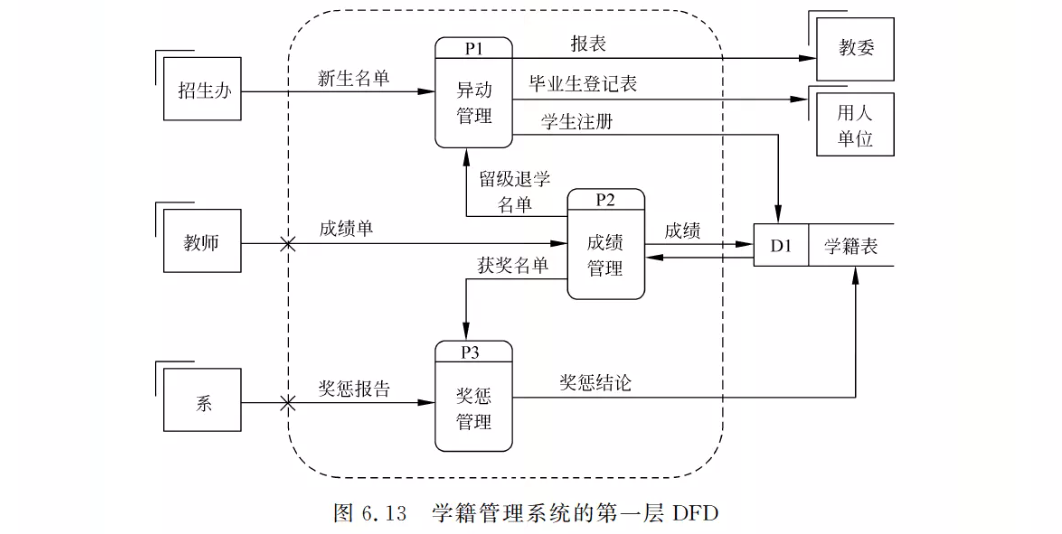 P1
报表
教委
招生办
新生名单
异动
管理
毕业生登记表
用人
单位
学生注册
留级退学
名单
P2
教师
成绩单
成绩
管理
成绩
D1
学籍表
获奖名单
P3
系
奖惩报告
奖惩
管理
奖惩结论
图 6.13 学籍管理系统的第一层 DFD